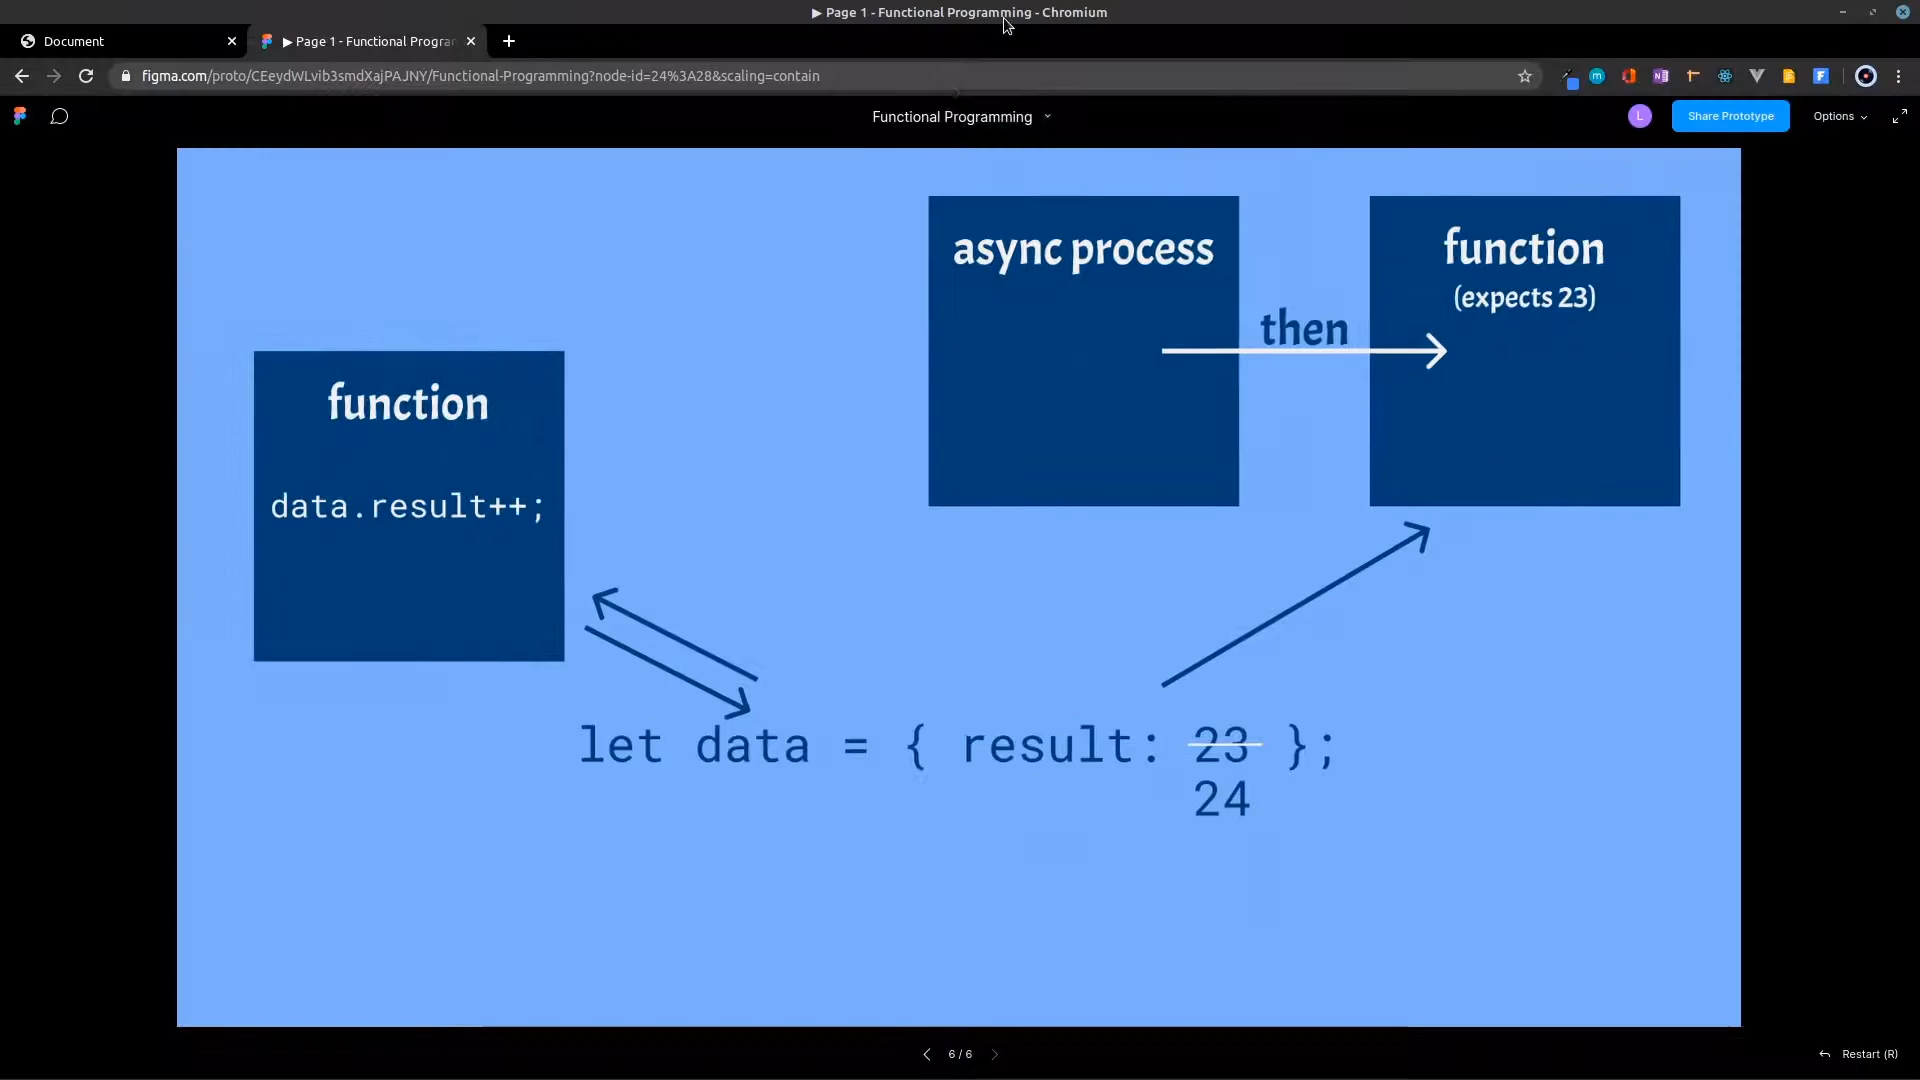 ▶ Page 1 - Functional Programming - Chromium
Document
▶ Page 1 - Functional Progra
figma.com/proto/CEeydWLvib3smdXajPAJNY/Functional-Programming?node-id=24%3A28&scaling=contain
Functional Programming
L
Share Prototype
Options
async process
function
(expects 23)
then
function
data.result++;
let data = { result: 23 };
24
6 / 6
Restart (R)